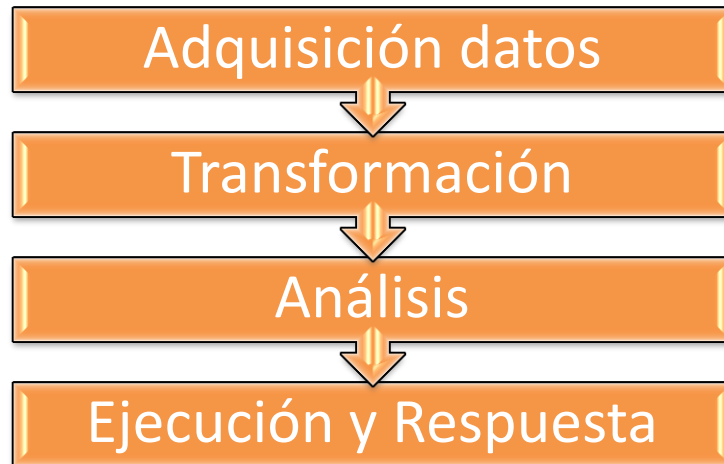 Adquisición datos
Transformación
Análisis
Ejecución y Respuesta